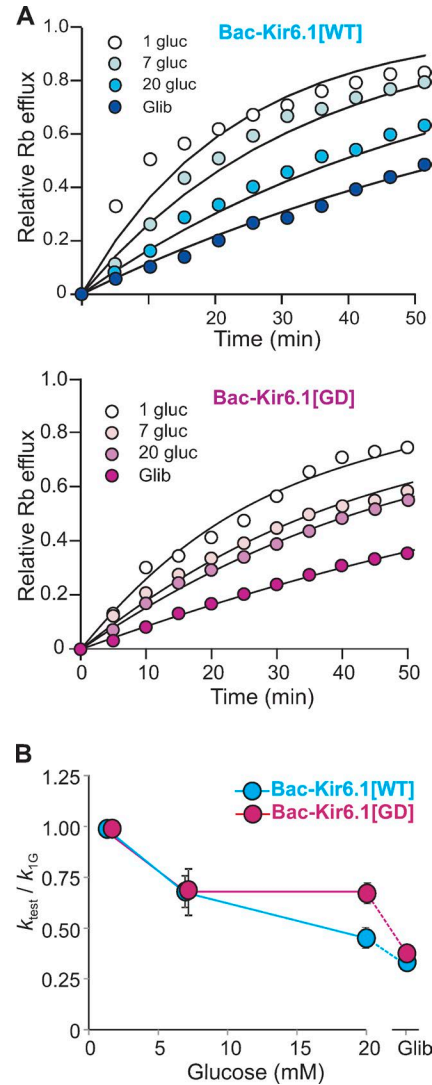 A
Bac-Kir6.1[WT]
1 gluc
7 gluc
20 gluc
Glib
Relative Rb efflux
1.0
0.8
0.6
0.4
0.2
0
0
10
20
30
40
50
Time (min)
Bac-Kir6.1[GD]
1 gluc
7 gluc
20 gluc
Glib
Relative Rb efflux
1.0
0.8
0.6
0.4
0.2
0
0
10
20
30
40
50
Time (min)
B
Bac-Kir6.1[WT]
Bac-Kir6.1[GD]
k test / k 1G
1.25
1.00
0.75
0.50
0.25
0
0
5
10
15
20
Glib
Glucose (mM)